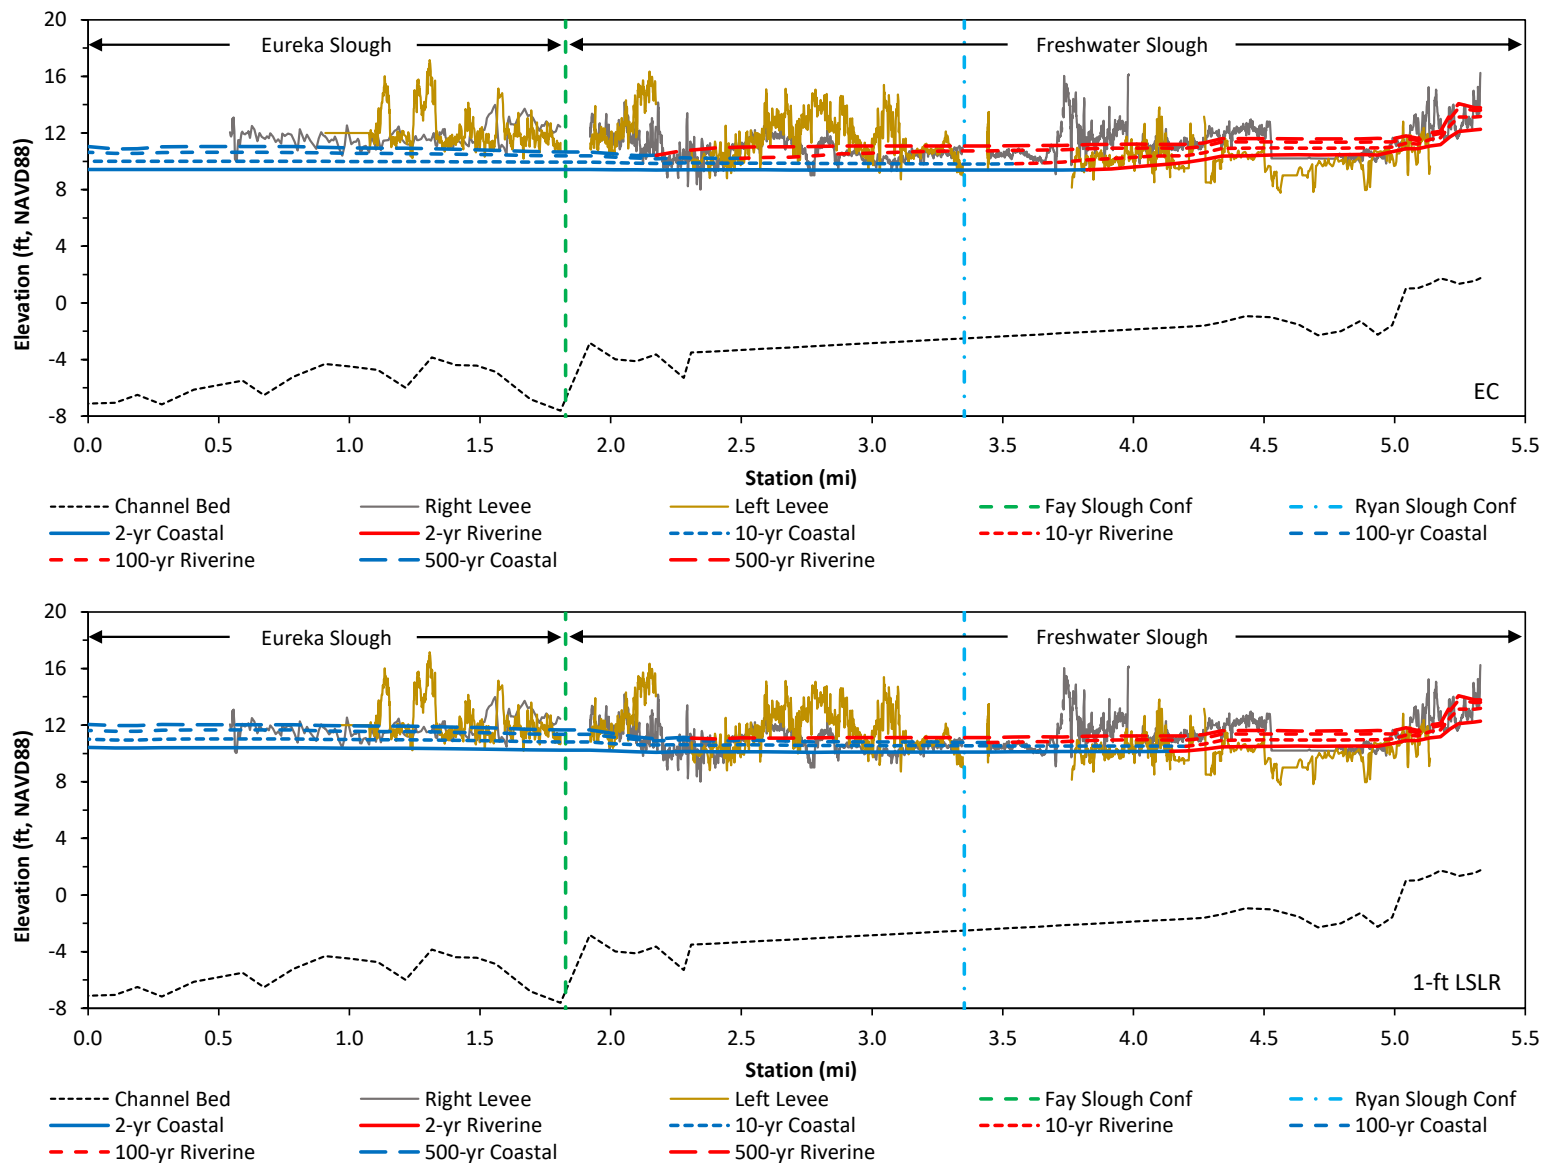 20
16
12
8
4
0
-4
-8
Elevation (ft, NAVD88)
Eureka Slough
Freshwater Slough
EC
0.0 0.5 1.0 1.5 2.0 2.5 3.0 3.5 4.0 4.5 5.0 5.5
Station (mi)
Channel Bed Right Levee Left Levee Fay Slough Conf Ryan Slough Conf
2-yr Coastal 2-yr Riverine 10-yr Coastal 10-yr Riverine 100-yr Coastal
100-yr Riverine 500-yr Coastal 500-yr Riverine
20
16
12
8
4
0
-4
-8
Elevation (ft, NAVD88)
Eureka Slough
Freshwater Slough
1-ft LSLR
0.0 0.5 1.0 1.5 2.0 2.5 3.0 3.5 4.0 4.5 5.0 5.5
Station (mi)
Channel Bed Right Levee Left Levee Fay Slough Conf Ryan Slough Conf
2-yr Coastal 2-yr Riverine 10-yr Coastal 10-yr Riverine 100-yr Coastal
100-yr Riverine 500-yr Coastal 500-yr Riverine